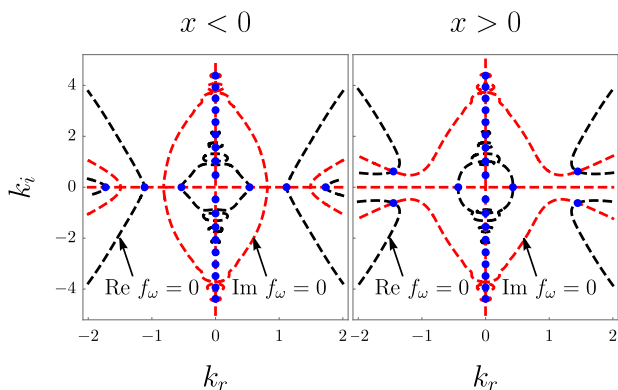 x < 0 x > 0
4
2
0
−2
−4
k_i
Re f_ω = 0 Im f_ω = 0 Re f_ω = 0 Im f_ω = 0
−2 −1 0 1 2 −2 −1 0 1 2
k_r k_r